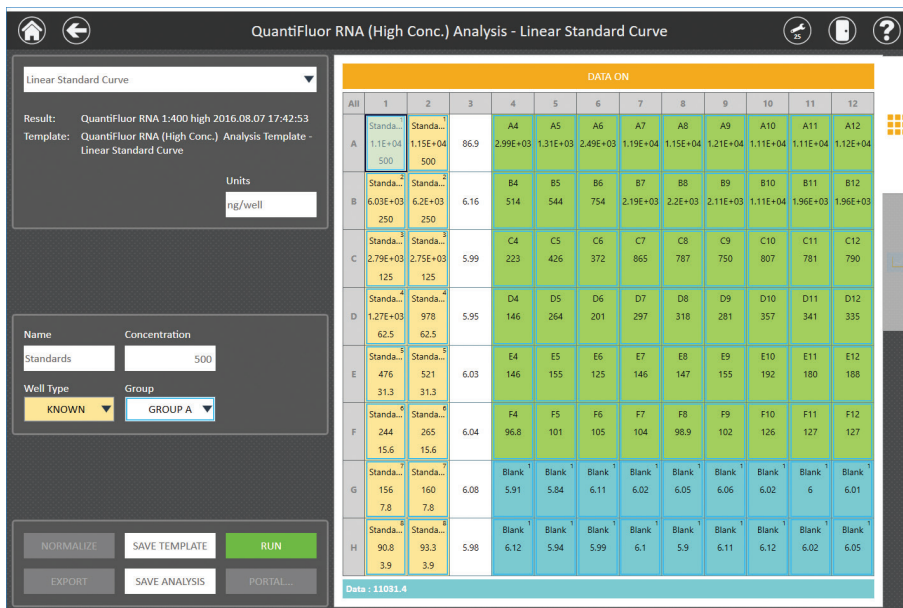 QuantiFluor RNA (High Conc.) Analysis - Linear Standard Curve
25
?
Linear Standard Curve
Result: QuantiFluor RNA 1:400 high 2016.08.07 17:42:53
Template: QuantiFluor RNA (High Conc.) Analysis Template -
Linear Standard Curve
Units
ng/well
Name Concentration
Standards 500
Well Type Group
KNOWN GROUP A
NORMALIZE SAVE TEMPLATE RUN
EXPORT SAVE ANALYSIS PORTAL...
DATA ON
All 1 2 3 4 5 6 7 8 9 10 11 12
Standa... 1 Standa... 1 A4 A5 A6 A7 A8 A9 A10 A11 A12
A 1.1E+04 1.15E+04 86.9 2.99E+03 1.31E+03 2.49E+03 1.19E+04 1.15E+04 1.21E+04 1.11E+04 1.11E+04 1.12E+04
500 500
Standa... 2 Standa... 2 B4 B5 B6 B7 B8 B9 B10 B11 B12
B 6.03E+03 6.2E+03 6.16 514 544 754 2.19E+03 2.2E+03 2.11E+03 1.11E+04 1.96E+03 1.96E+03
250 250
Standa... 3 Standa... 3 C4 C5 C6 C7 C8 C9 C10 C11 C12
C 2.79E+03 2.75E+03 5.99 223 426 372 865 787 750 807 781 790
125 125
Standa... 4 Standa... 4 D4 D5 D6 D7 D8 D9 D10 D11 D12
D 1.27E+03 978 5.95 146 264 201 297 318 281 357 341 335
62.5 62.5
Standa... 5 Standa... 5 E4 E5 E6 E7 E8 E9 E10 E11 E12
E 476 521 6.03 146 155 125 146 147 155 192 180 188
31.3 31.3
Standa... 6 Standa... 6 F4 F5 F6 F7 F8 F9 F10 F11 F12
F 244 265 6.04 96.8 101 105 104 98.9 102 126 127 127
15.6 15.6
Standa... 7 Standa... 7 Blank 1 Blank 1 Blank 1 Blank 1 Blank 1 Blank 1 Blank 1 Blank 1 Blank 1
G 156 160 6.08 5.91 5.84 6.11 6.02 6.05 6.06 6.02 6 6.01
7.8 7.8
Standa... 8 Standa... 8 Blank 1 Blank 1 Blank 1 Blank 1 Blank 1 Blank 1 Blank 1 Blank 1 Blank 1
H 90.8 93.3 5.98 6.12 5.94 5.99 6.1 5.9 6.11 6.12 6.02 6.05
3.9 3.9
Data : 11031.4